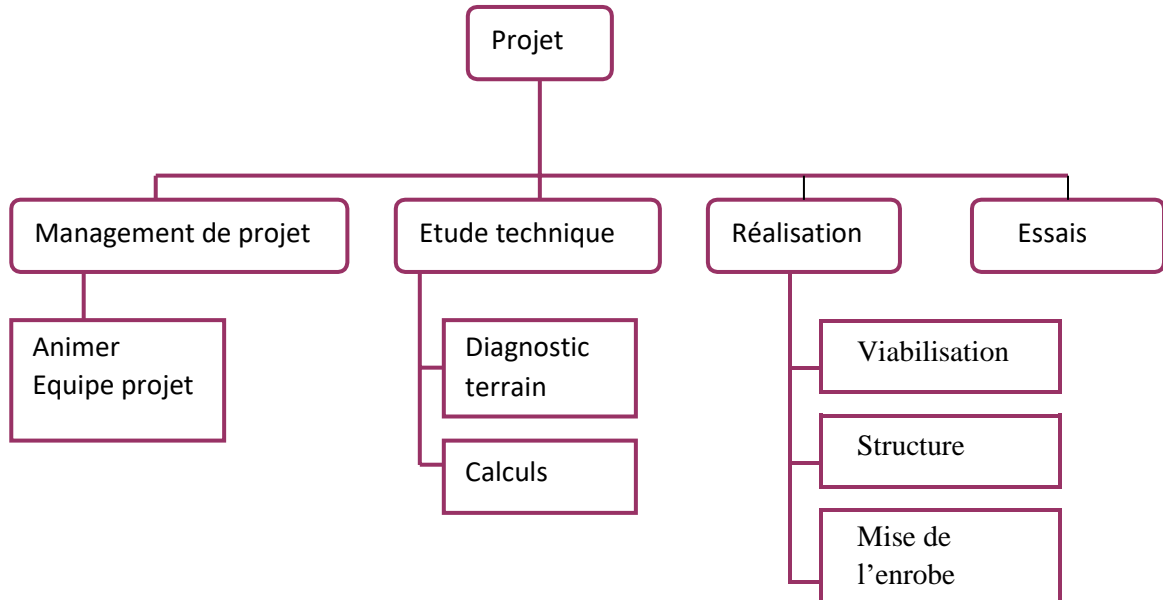 Projet
Management de projet
Etude technique
Réalisation
Essais
Animer
Equipe projet
Diagnostic
terrain
Calculs
Viabilisation
Structure
Mise de
l’enrobe